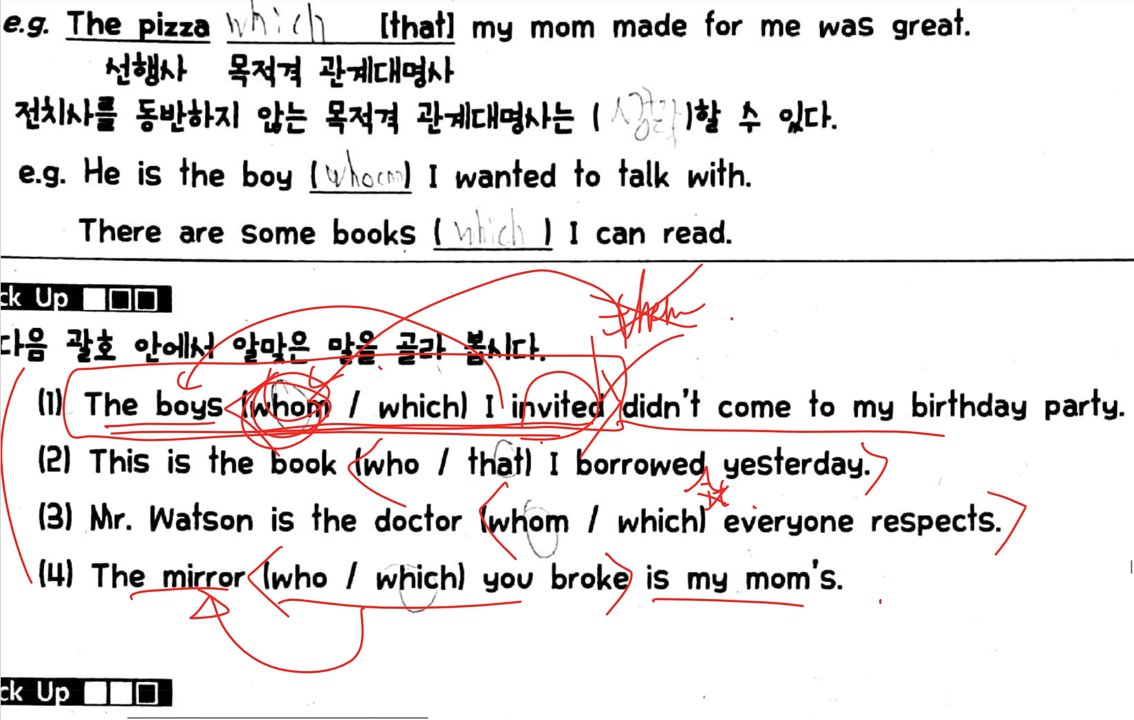 e.g. The pizza which [that] my mom made for me was great.
선행사 목적격 관계대명사
전치사를 동반하지 않는 목적격 관계대명사는 (생략)할 수 있다.
e.g. He is the boy (whom) I wanted to talk with.
There are some books (which) I can read.
ck Up
다음 괄호 안에서 알맞은 말을 골라 봅시다.
them
(1) The boys (whom / which) I invited didn't come to my birthday party.
(2) This is the book (who / that) I borrowed yesterday.
(3) Mr. Watson is the doctor (whom / which) everyone respects.
(4) The mirror (who / which) you broke is my mom's.
ck Up